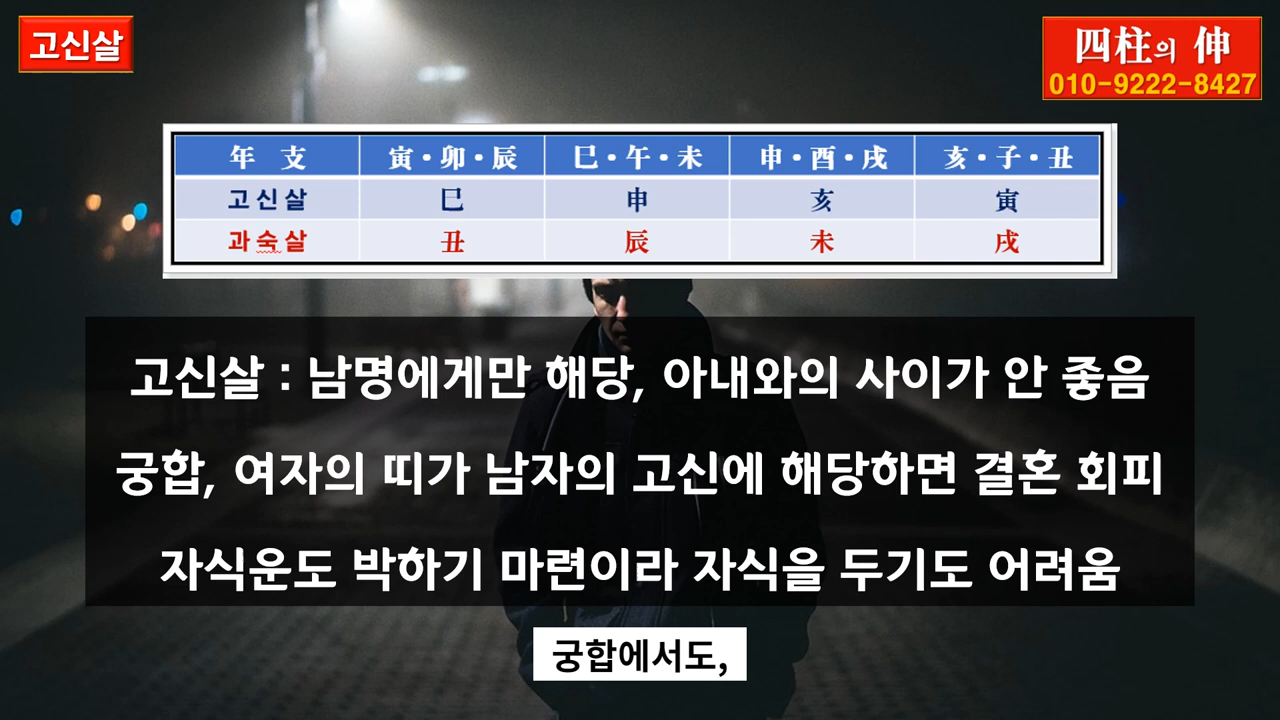 고신살
四柱의 伸
010-9222-8427
年 支 寅·卯·辰 巳·午·未 申·酉·戌 亥·子·丑
고신살 巳 申 亥 寅
과숙살 丑 辰 未 戌
고신살 : 남명에게만 해당, 아내와의 사이가 안 좋음
궁합, 여자의 띠가 남자의 고신에 해당하면 결혼 회피
자식운도 박하기 마련이라 자식을 두기도 어려움
궁합에서도,